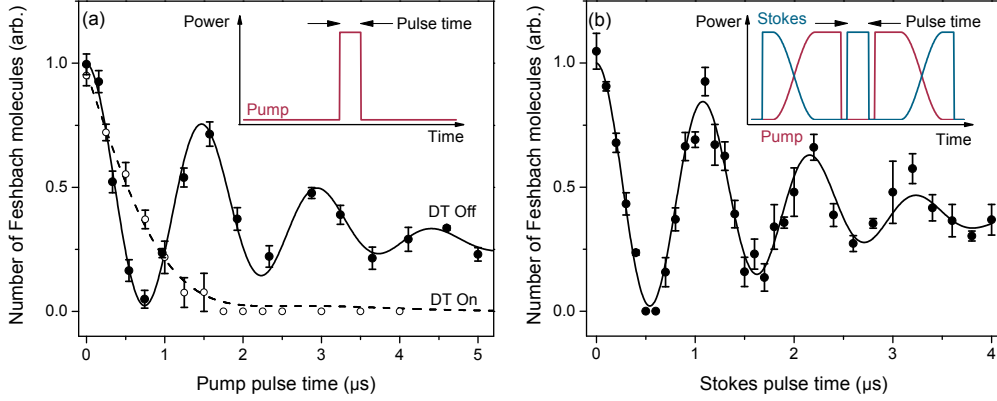 (a)
Power
Pulse time
Pump
Time
DT Off
DT On
1.0
0.5
0.0
Number of Feshbach molecules (arb.)
0 1 2 3 4 5
Pump pulse time (µs)
(b)
Power
Stokes
Pulse time
Pump
Time
1.0
0.5
0.0
Number of Feshbach molecules (arb.)
0 1 2 3 4
Stokes pulse time (µs)